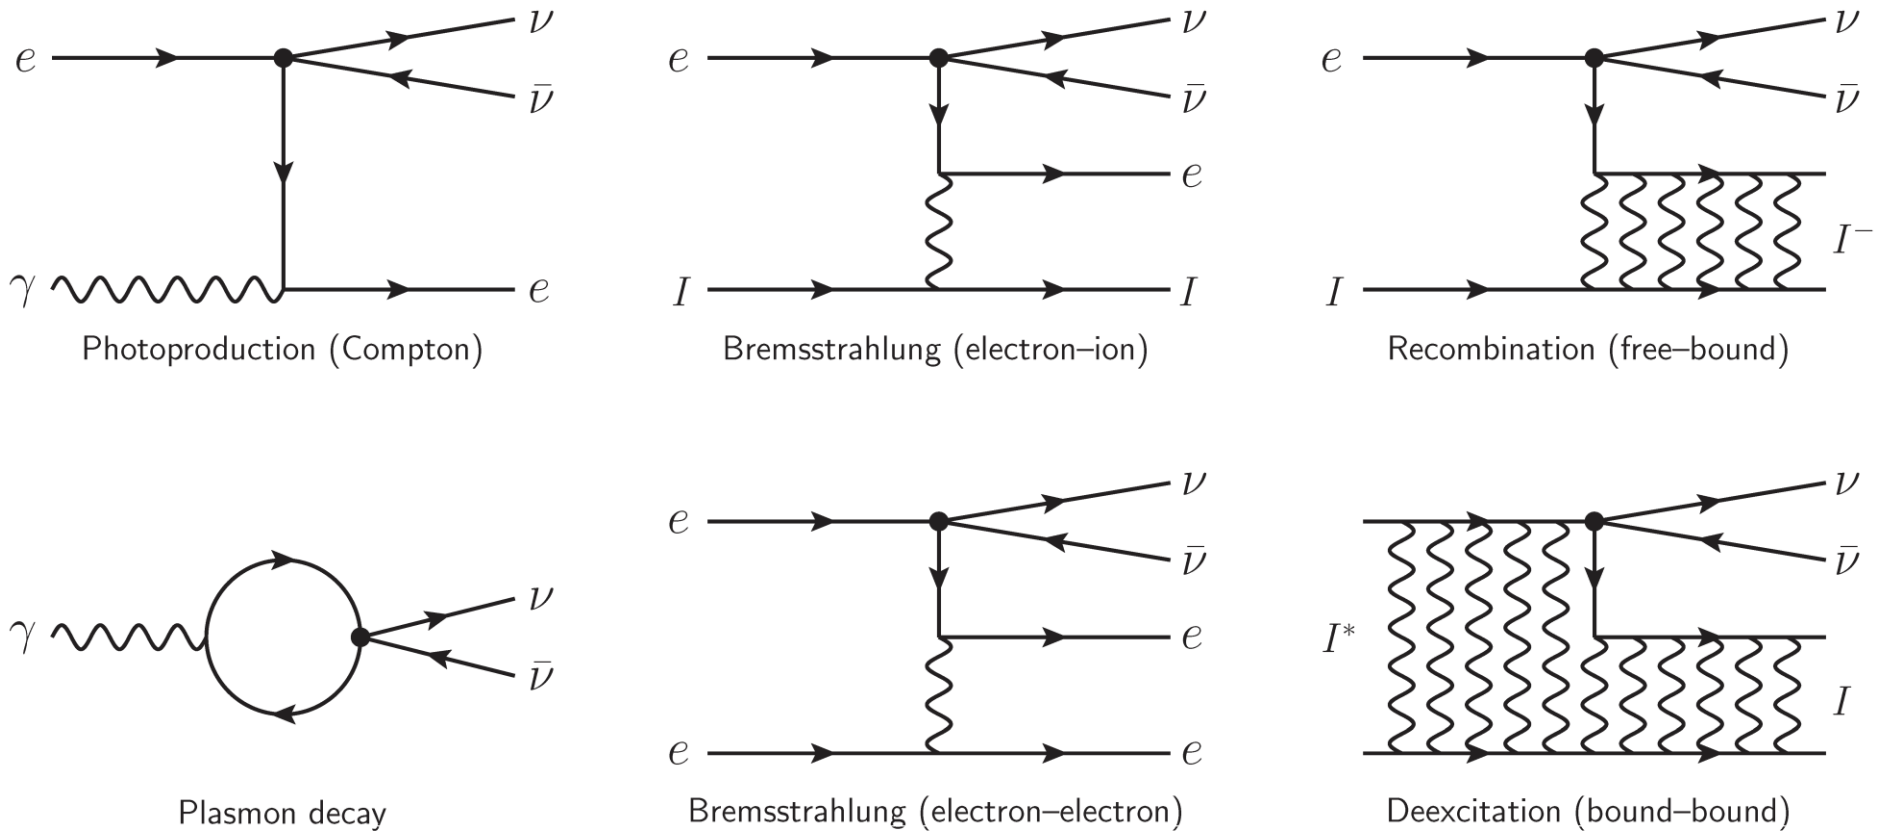 e
ν
ν̄
γ
e
Photoproduction (Compton)
e
ν
ν̄
e
I
I
Bremsstrahlung (electron–ion)
e
ν
ν̄
I
I⁻
Recombination (free–bound)
γ
ν
ν̄
Plasmon decay
e
ν
ν̄
e
e
e
Bremsstrahlung (electron–electron)
ν
ν̄
I*
I
Deexcitation (bound–bound)